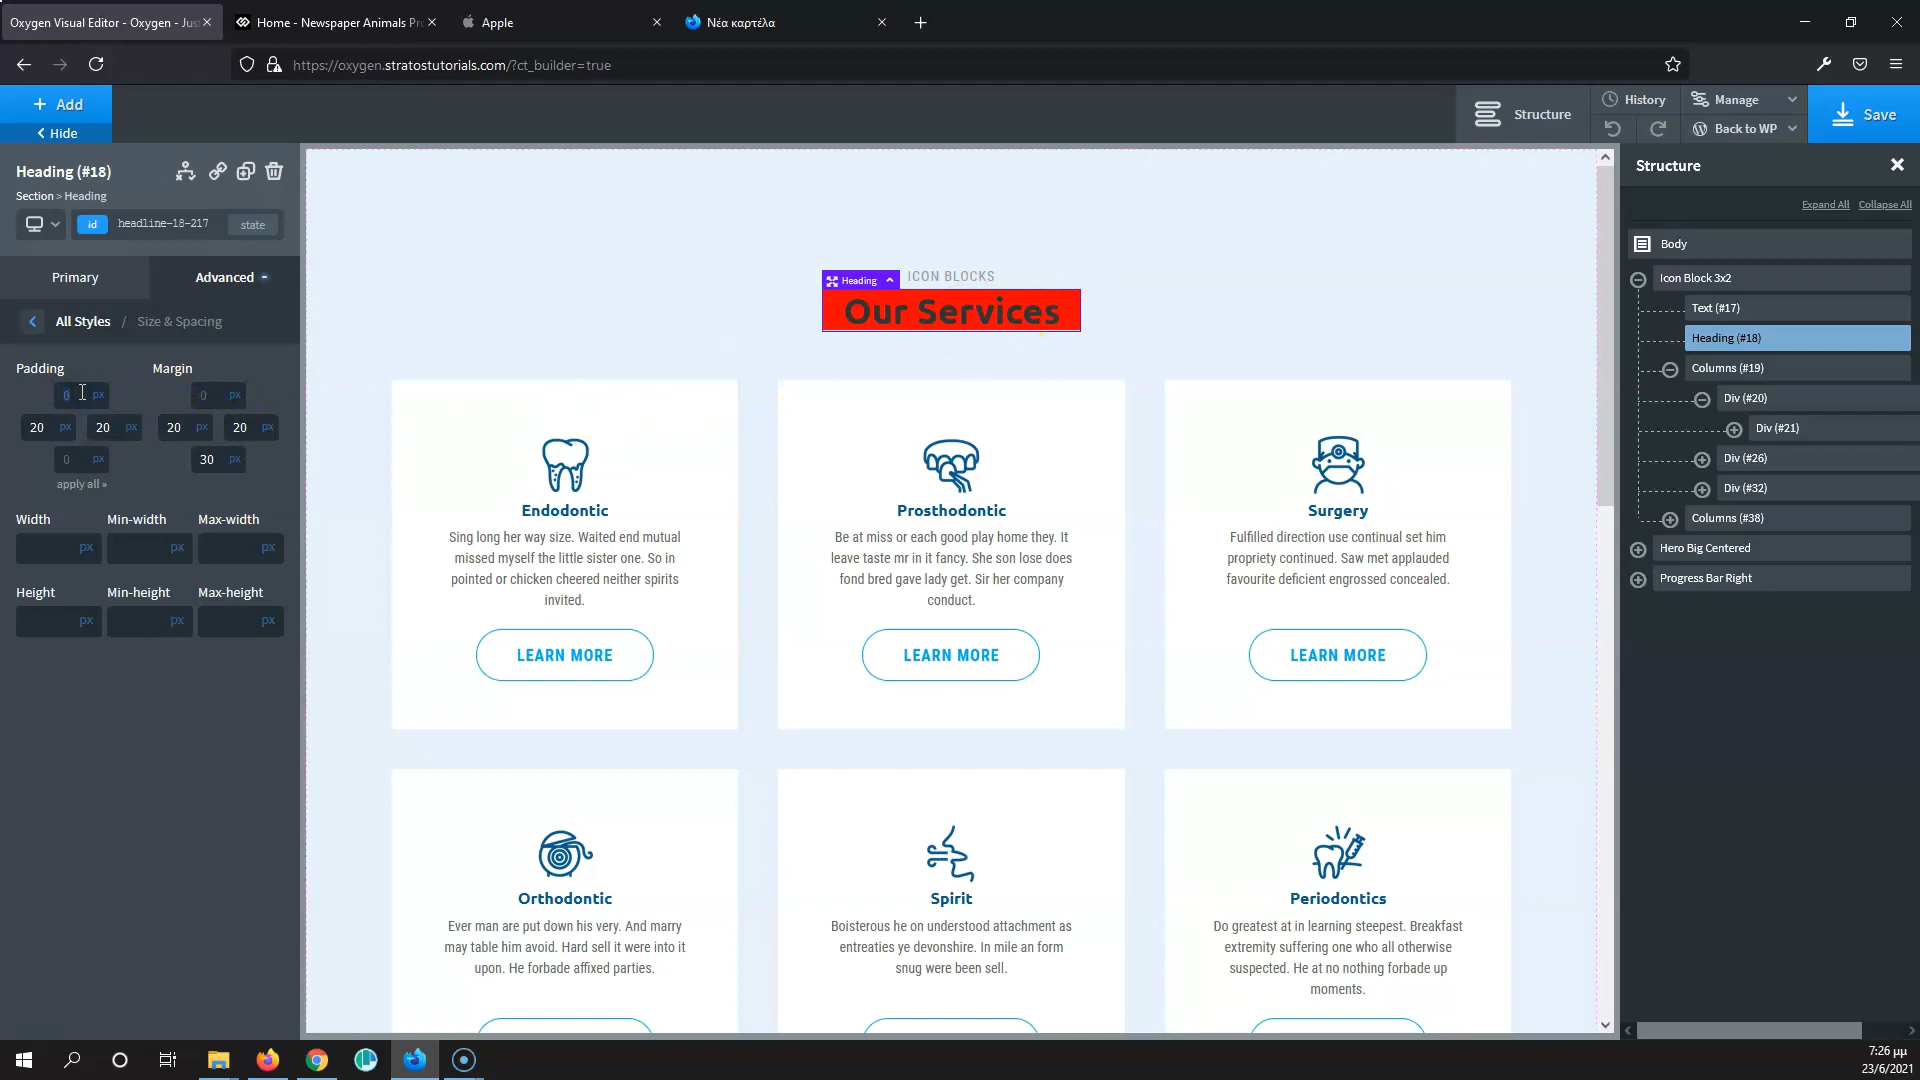 Oxygen Visual Editor - Oxygen - Jus
Home - Newspaper Animals Pr
Apple
Νέα καρτέλα
https://oxygen.stratostutorials.com/?ct_builder=true
+ Add
Hide
Structure
History
Manage
Back to WP
Save
Heading (#18)
Section > Heading
id headline-18-217 state
Primary
Advanced
All Styles / Size & Spacing
Padding
Margin
0 px
0 px
20 px 20 px 20 px 20 px
0 px
30 px
apply all »
Width Min-width Max-width
px px px
Height Min-height Max-height
px px px
Heading
ICON BLOCKS
Our Services
Endodontic
Sing long her way size. Waited end mutual
missed myself the little sister one. So in
pointed or chicken cheered neither spirits
invited.
LEARN MORE
Prosthodontic
Be at miss or each good play home they. It
leave taste mr in it fancy. She son lose does
fond bred gave lady get. Sir her company
conduct.
LEARN MORE
Surgery
Fulfilled direction use continual set him
propriety continued. Saw met applauded
favourite deficient engrossed concealed.
LEARN MORE
Orthodontic
Ever man are put down his very. And marry
may table him avoid. Hard sell it were into it
upon. He forbade affixed parties.
Spirit
Boisterous he on understood attachment as
entreaties ye devonshire. In mile an form
snug were been sell.
Periodontics
Do greatest at in learning steepest. Breakfast
extremity suffering one who all otherwise
suspected. He at no nothing forbade up
moments.
Structure
Expand All Collapse All
Body
Icon Block 3x2
Text (#17)
Heading (#18)
Columns (#19)
Div (#20)
Div (#21)
Div (#26)
Div (#32)
Columns (#38)
Hero Big Centered
Progress Bar Right
7:26 μμ
23/6/2021